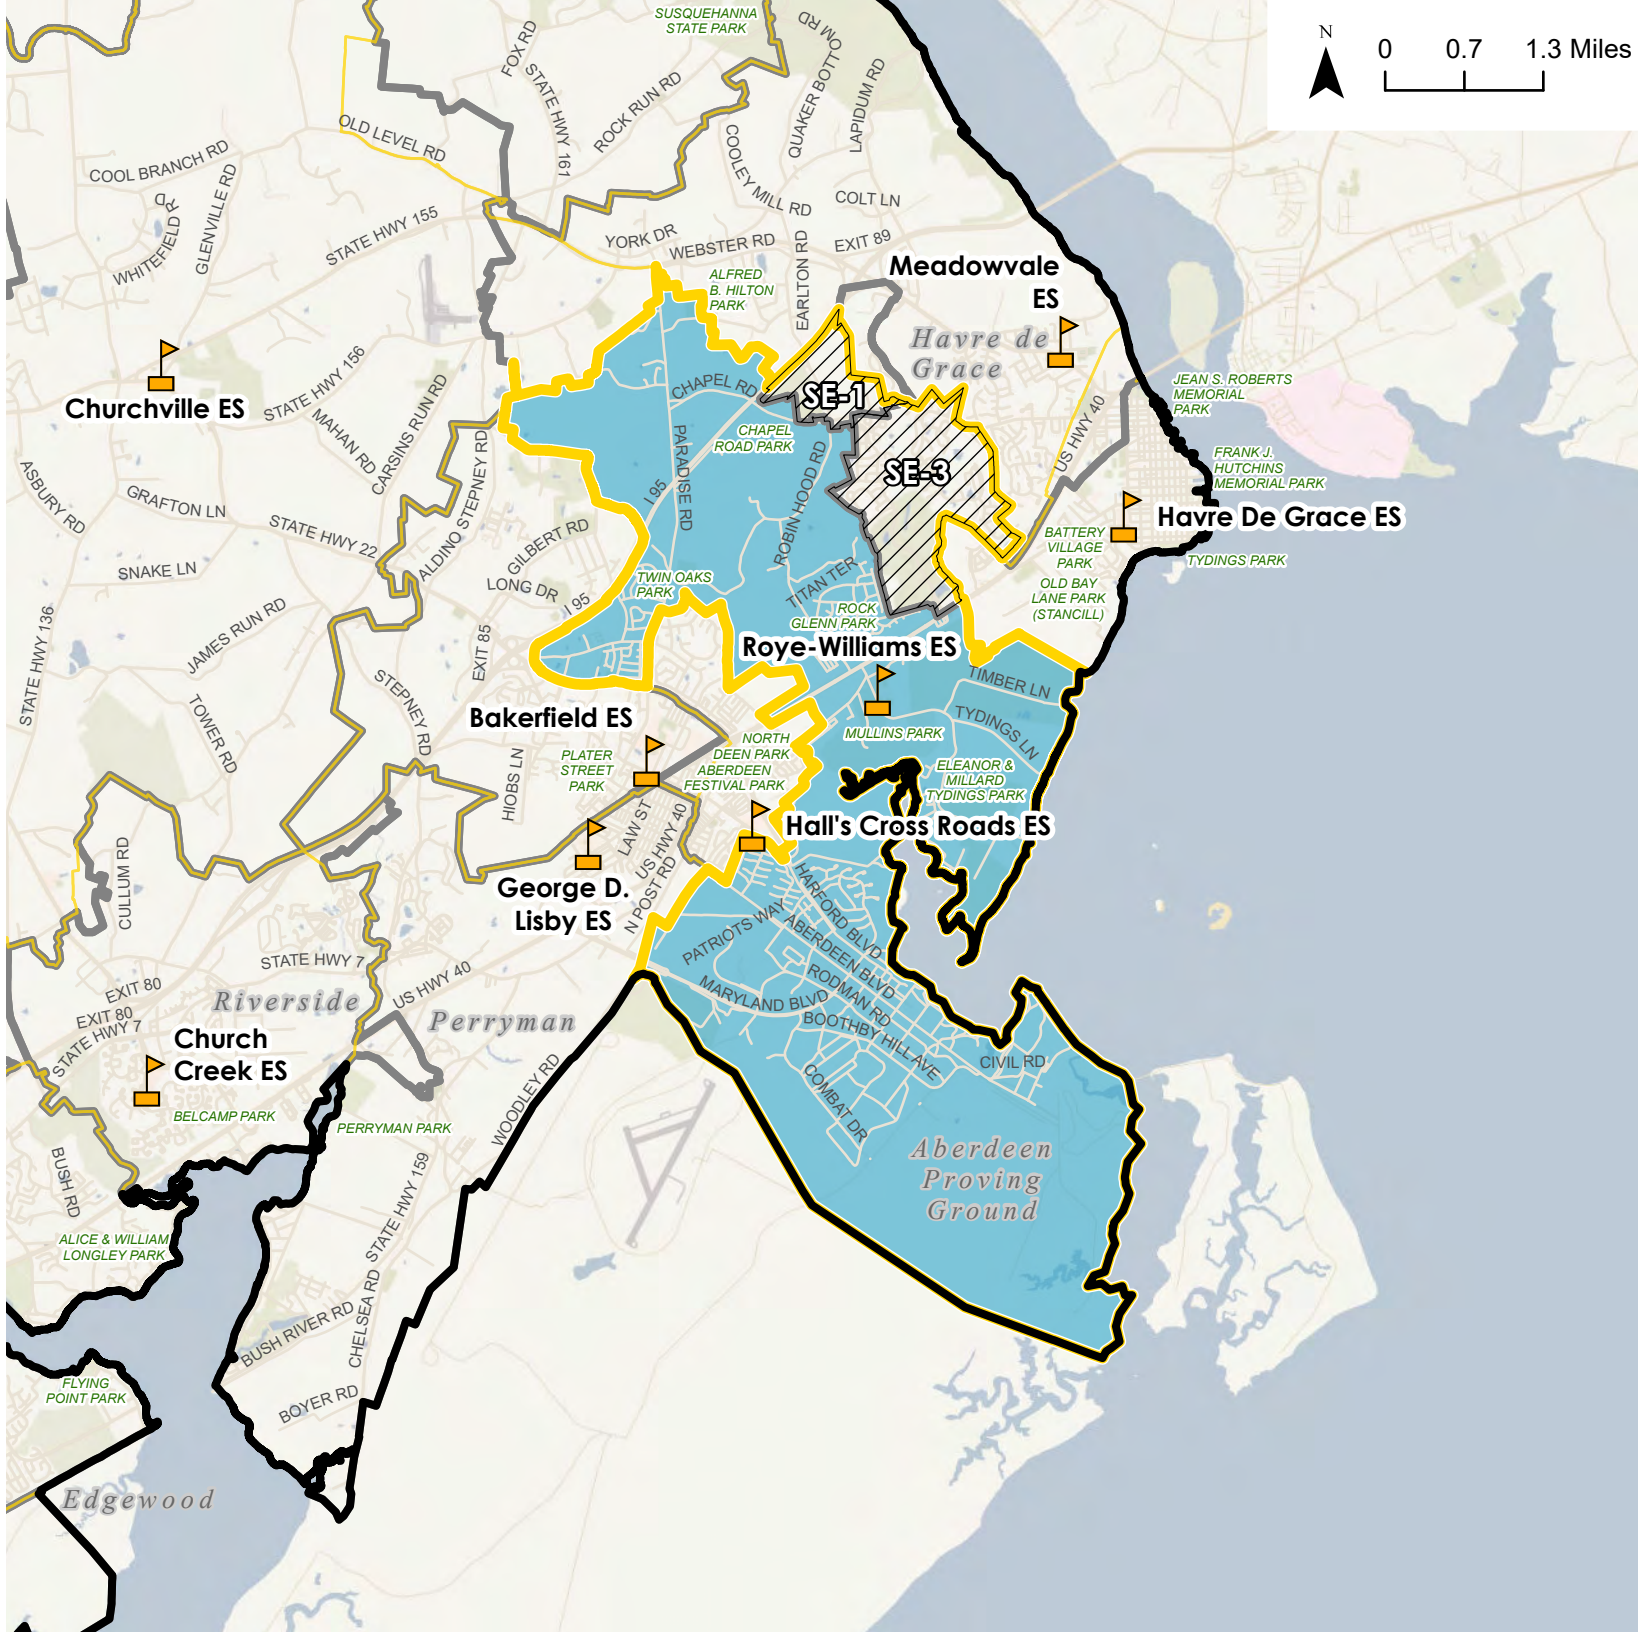 SUSQUEHANNA
STATE PARK
N
0 0.7 1.3 Miles
FOX RD
STATE HWY 161
ROCK RUN RD
QUAKER BOTTOM RD
LAPIDUM RD
OLD LEVEL RD
COOL BRANCH RD
WHITEFIELD RD
GLENVILLE RD
STATE HWY 155
COOLEY MILL RD
COLT LN
YORK DR
WEBSTER RD
EARLTON RD
EXIT 89
ALFRED
B. HILTON
PARK
Meadowvale
ES
Havre de
Grace
Churchville ES
STATE HWY 156
MAHAN RD
CARSINS RUN RD
CHAPEL RD
SE-1
JEAN S. ROBERTS
MEMORIAL
PARK
US HWY 40
CHAPEL
ROAD PARK
PARADISE RD
ROBIN HOOD RD
SE-3
FRANK J.
HUTCHINS
MEMORIAL PARK
ASBURY RD
GRAFTON LN
STATE HWY 22
ALDINO STEPNEY RD
I 95
Havre De Grace ES
BATTERY
VILLAGE
PARK
TYDINGS PARK
GILBERT RD
SNAKE LN
LONG DR
I 95
TWIN OAKS
PARK
TITAN TER
OLD BAY
LANE PARK
(STANCILL)
ROCK
GLENN PARK
STATE HWY 136
JAMES RUN RD
EXIT 85
Roye-Williams ES
TIMBER LN
STEPNEY RD
TOWER RD
Bakerfield ES
TYDINGS LN
MULLINS PARK
HIOBS LN
PLATER
STREET
PARK
NORTH
DEEN PARK
ABERDEEN
FESTIVAL PARK
ELEANOR &
MILLARD
TYDINGS PARK
LAW ST
US HWY 40
Hall's Cross Roads ES
CULLUM RD
George D.
Lisby ES
N POST RD
HARFORD BLVD
PATRIOTS WAY
ABERDEEN BLVD
STATE HWY 7
US HWY 40
MARYLAND BLVD
RODMAN RD
EXIT 80
Riverside
EXIT 80
STATE HWY 7
Perryman
BOOTHBY HILL AVE
Church
Creek ES
CIVIL RD
COMBAT DR
WOODLEY RD
BELCAMP PARK
PERRYMAN PARK
Aberdeen
Proving
Ground
BUSH RD
STATE HWY 159
ALICE & WILLIAM
LONGLEY PARK
CHELSEA RD
BUSH RIVER RD
FLYING
POINT PARK
BOYER RD
Edgewood